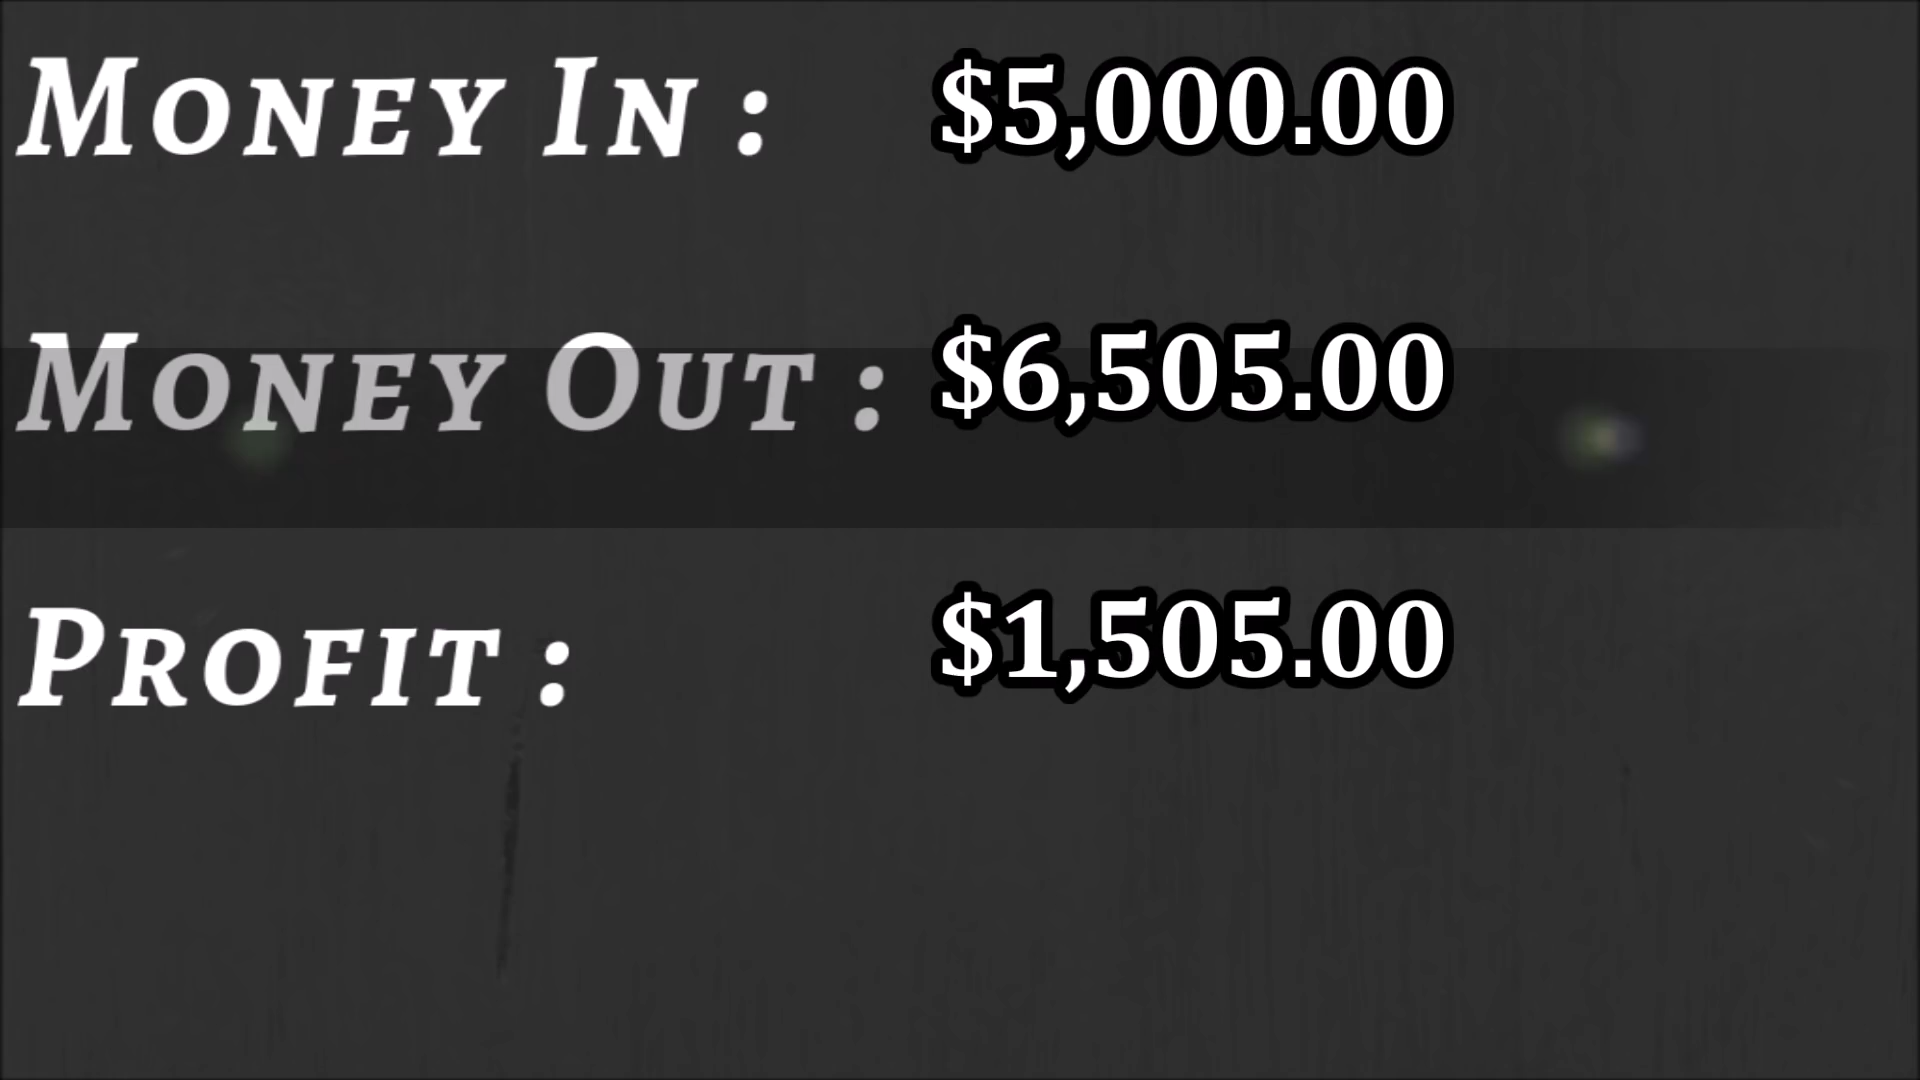 Money In : $5,000.00
Money Out : $6,505.00
Profit : $1,505.00